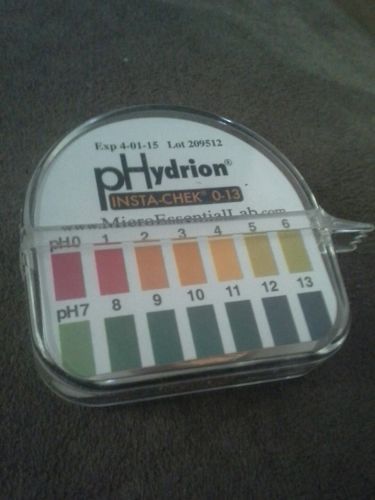 Exp 4-01-15 Lot 209512
pHydrion®
INSTA-CHEK® 0-13
www.MicroEssentialLab.com
pH0 1 2 3 4 5 6
pH7 8 9 10 11 12 13